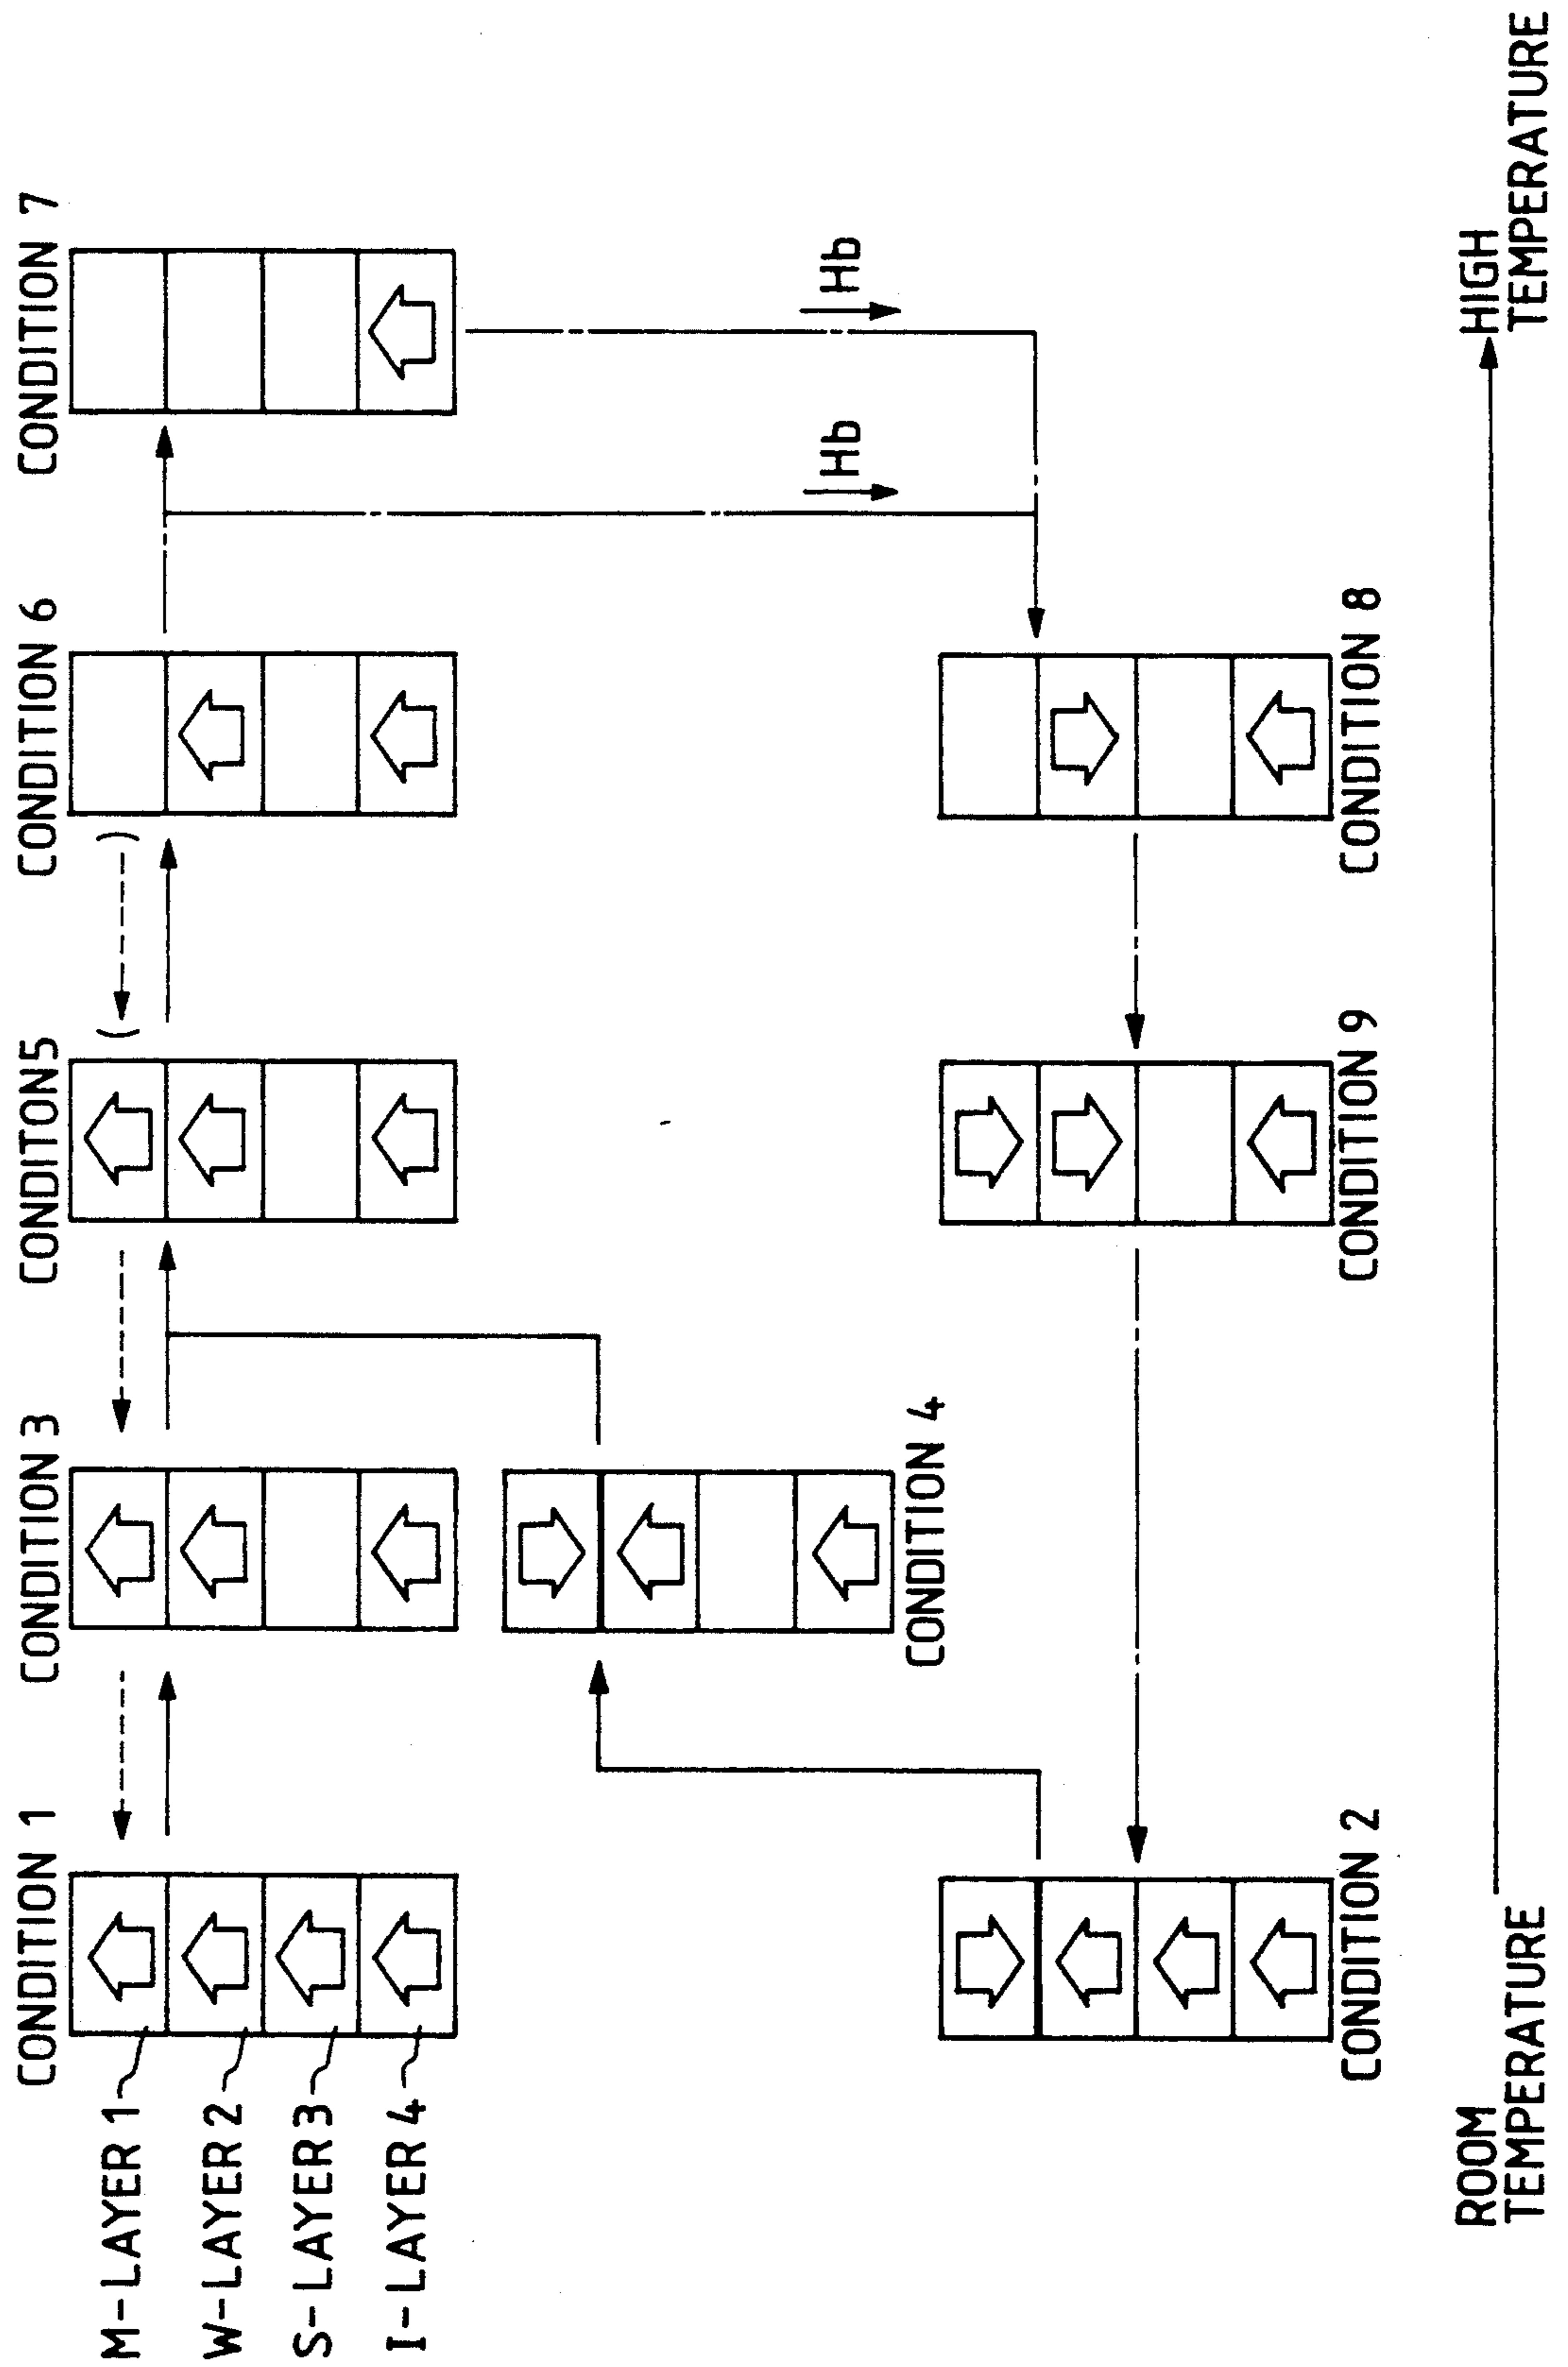 CONDITION 1
CONDITION 3
CONDITON5
CONDITION 6
CONDITION 7
M-LAYER 1
W-LAYER 2
S-LAYER 3
I-LAYER 4
Hb
Hb
CONDITION 4
CONDITION 2
CONDITION 9
CONDITION 8
ROOM
TEMPERATURE
HIGH
TEMPERATURE